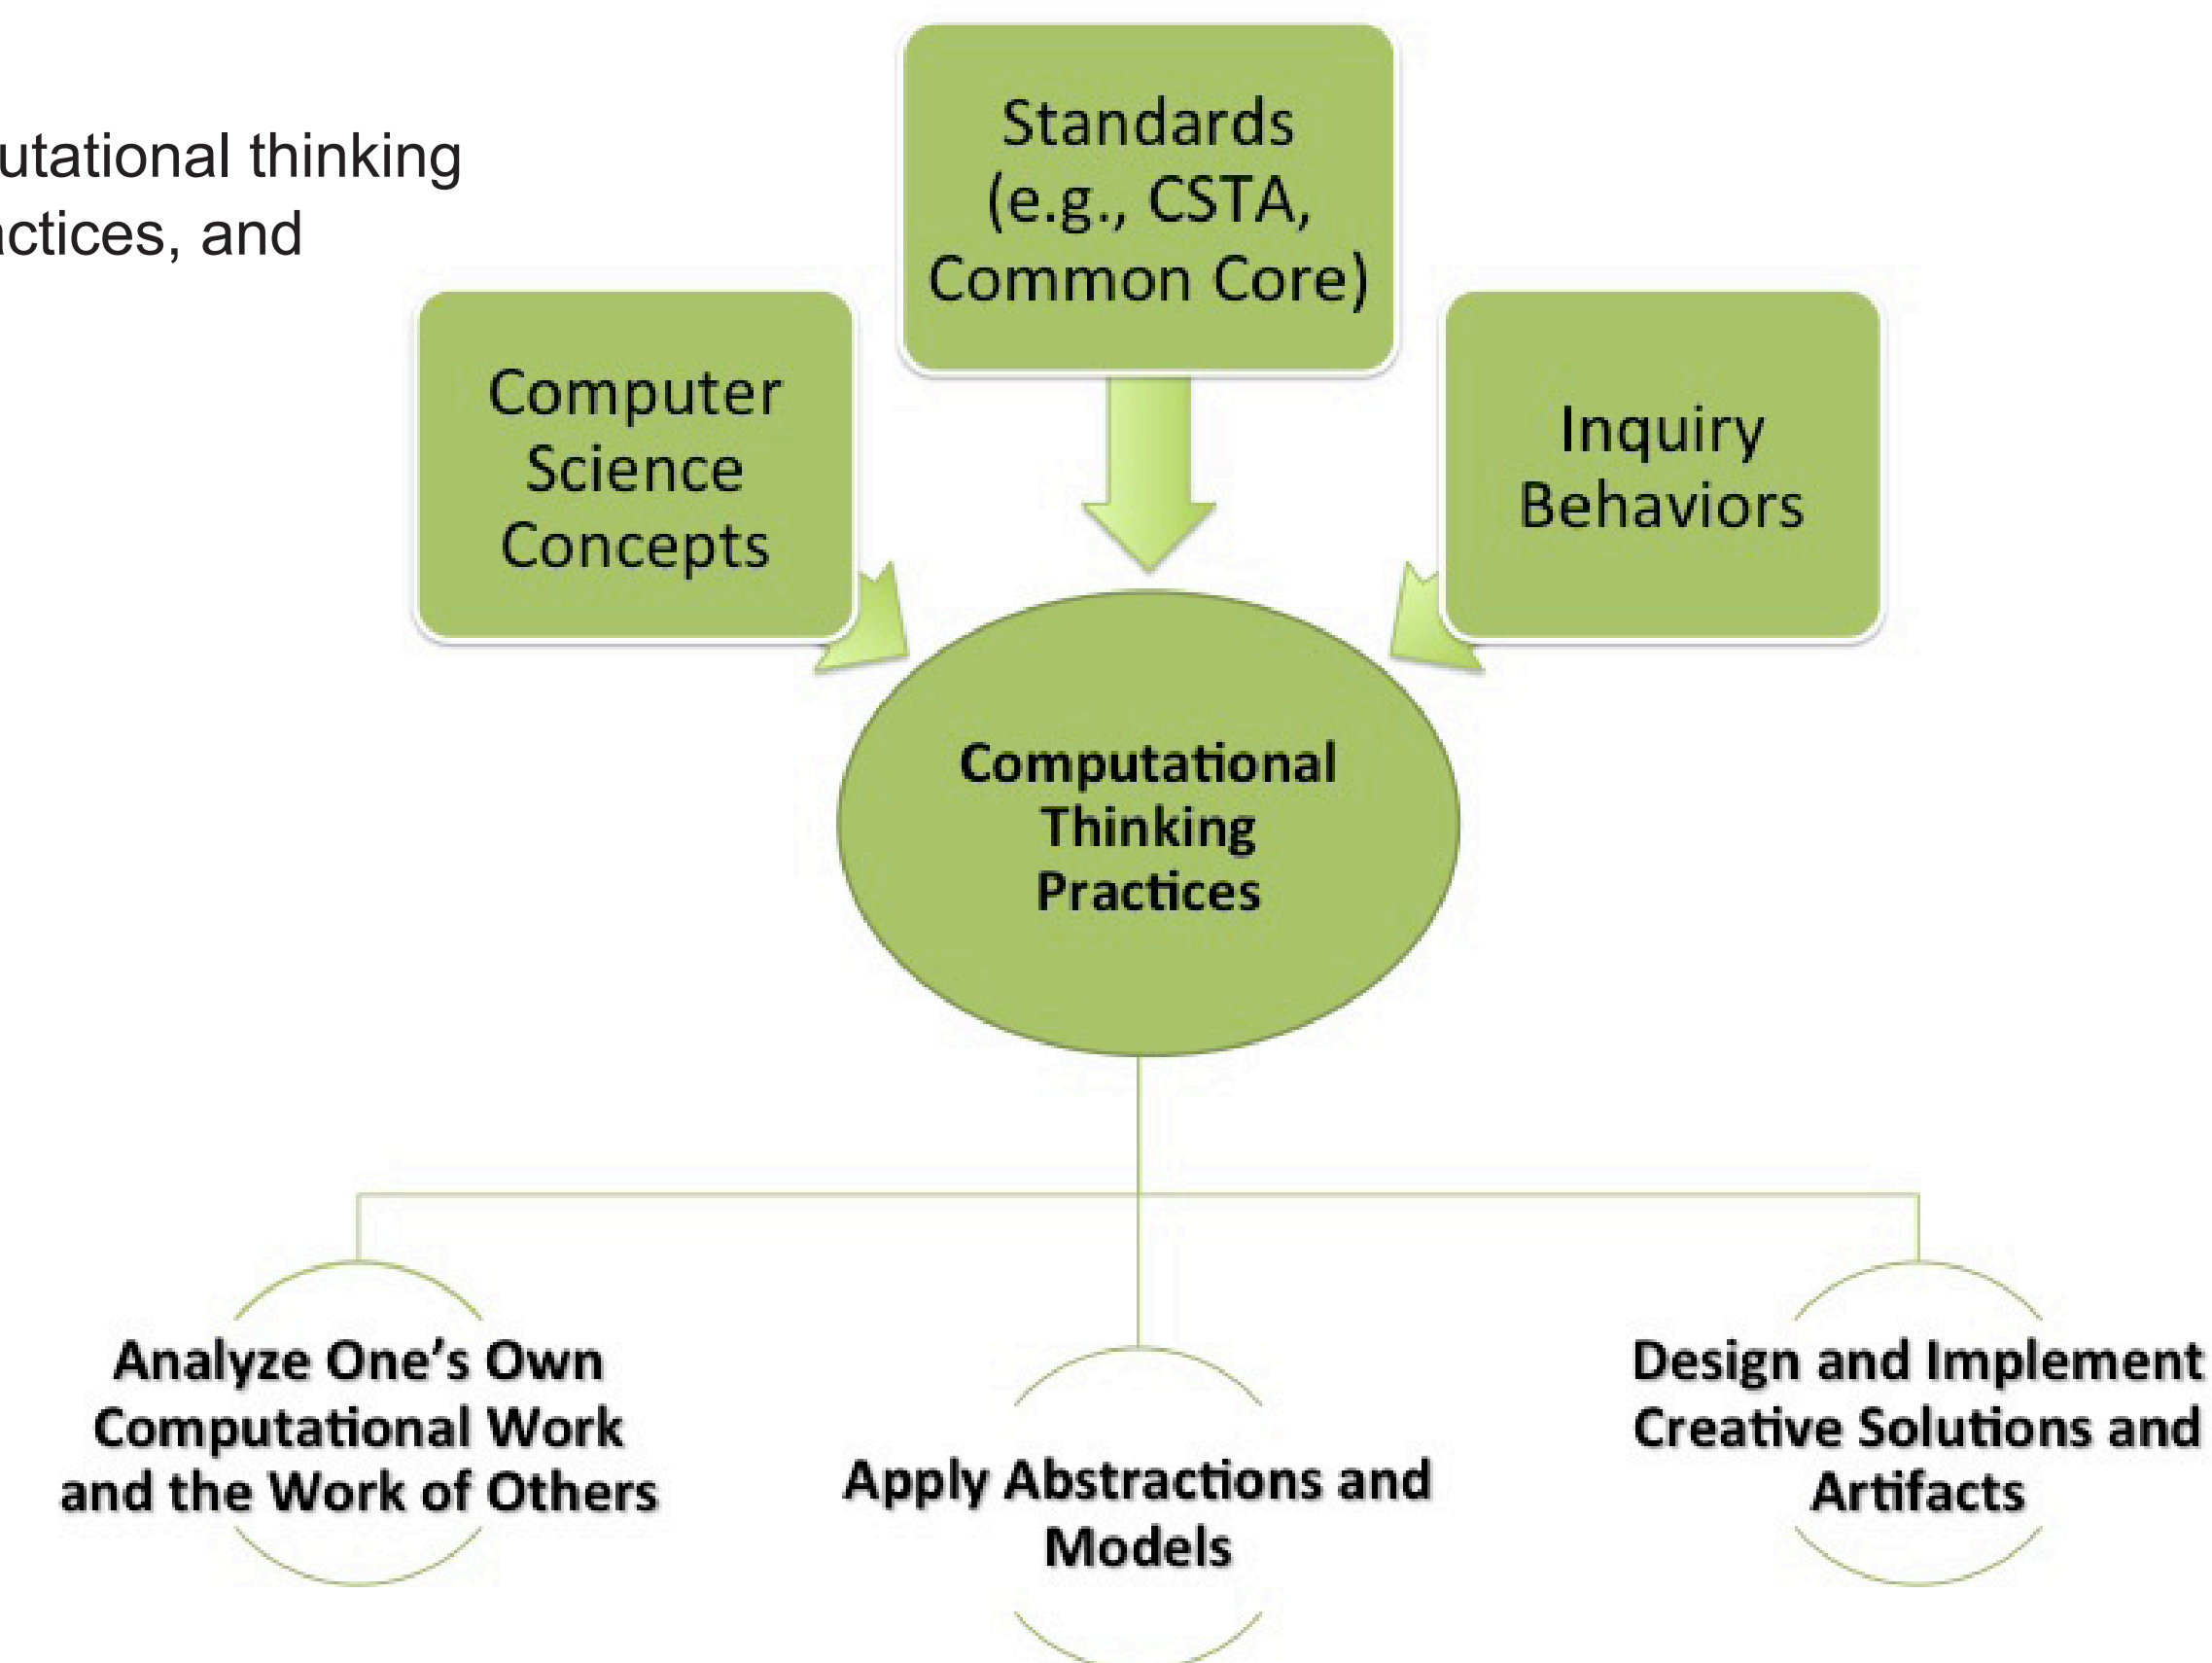 utational thinking
actices, and
Standards
(e.g., CSTA,
Common Core)
Computer
Science
Concepts
Inquiry
Behaviors
Computational
Thinking
Practices
Analyze One’s Own
Computational Work
and the Work of Others
Apply Abstractions and
Models
Design and Implement
Creative Solutions and
Artifacts